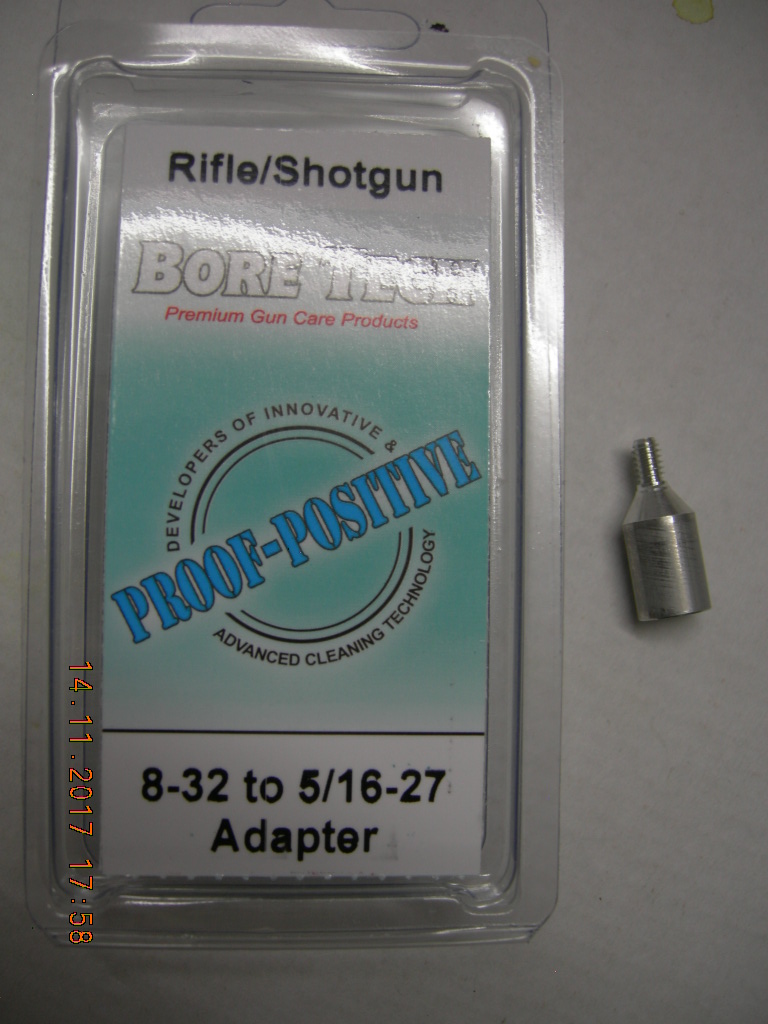 Rifle/Shotgun
BORE TECH
Premium Gun Care Products
DEVELOPERS OF INNOVATIVE &
PROOF-POSITIVE
ADVANCED CLEANING TECHNOLOGY
8-32 to 5/16-27
Adapter
14.11.2017 17:58